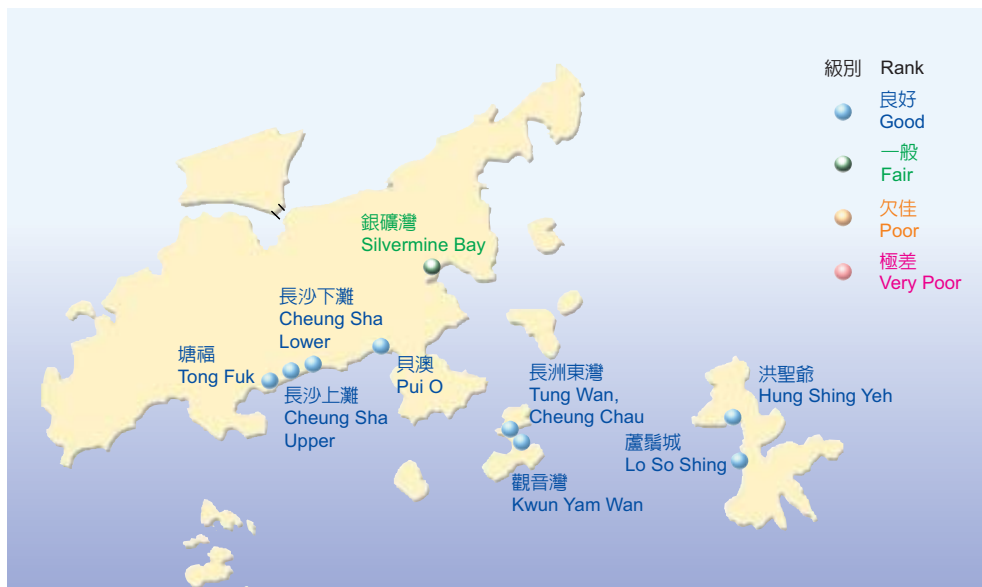 級別 Rank
良好
Good
一般
Fair
欠佳
Poor
極差
Very Poor
銀礦灣
Silvermine Bay
長沙下灘
Cheung Sha
Lower
塘福
Tong Fuk
長沙上灘
Cheung Sha
Upper
貝澳
Pui O
長洲東灣
Tung Wan,
Cheung Chau
觀音灣
Kwun Yam Wan
蘆鬚城
Lo So Shing
洪聖爺
Hung Shing Yeh